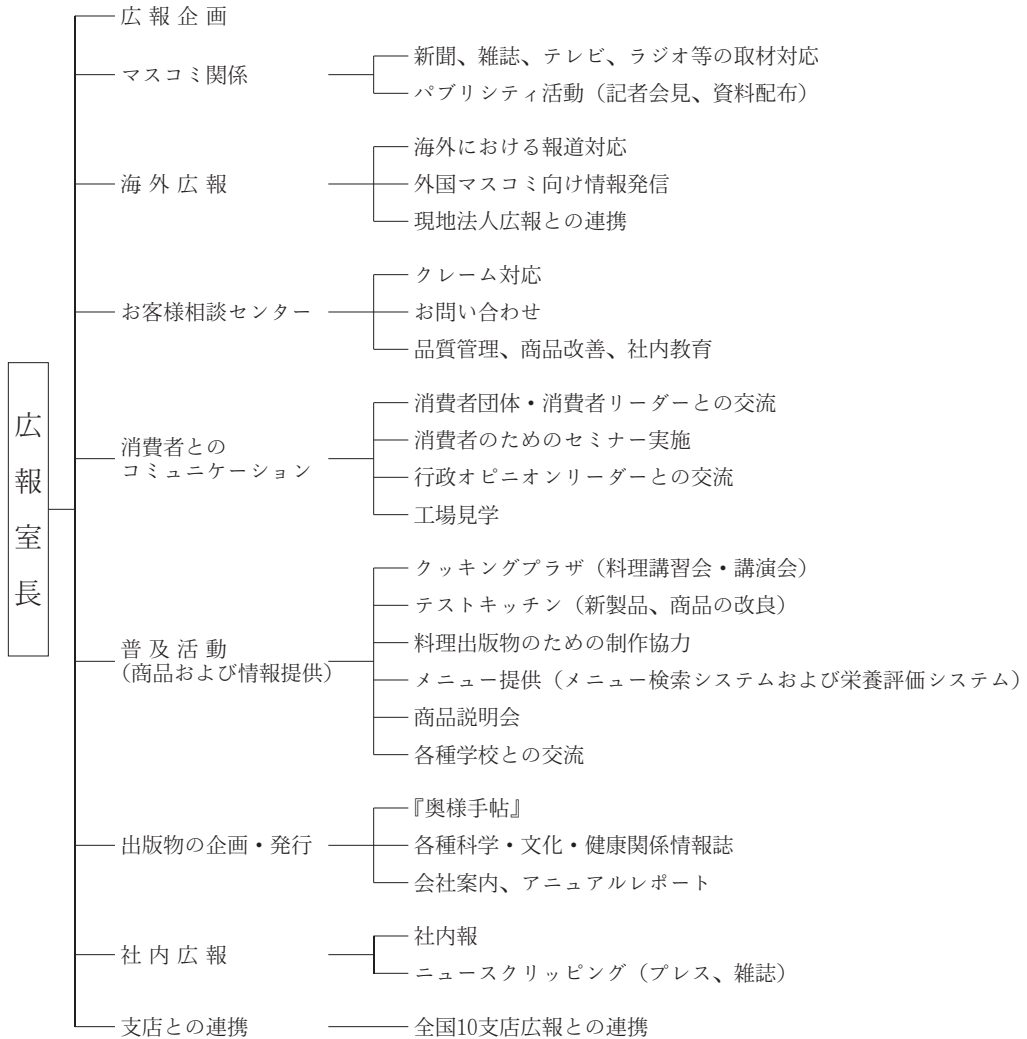 広報室長
広報企画
マスコミ関係
新聞、雑誌、テレビ、ラジオ等の取材対応
パブリシティ活動（記者会見、資料配布）
海外広報
海外における報道対応
外国マスコミ向け情報発信
現地法人広報との連携
お客様相談センター
クレーム対応
お問い合わせ
品質管理、商品改善、社内教育
消費者との
コミュニケーション
消費者団体・消費者リーダーとの交流
消費者のためのセミナー実施
行政オピニオンリーダーとの交流
工場見学
普及活動
(商品および情報提供)
クッキングプラザ（料理講習会・講演会）
テストキッチン（新製品、商品の改良）
料理出版物のための制作協力
メニュー提供（メニュー検索システムおよび栄養評価システム）
商品説明会
各種学校との交流
出版物の企画・発行
『奥様手帖』
各種科学・文化・健康関係情報誌
会社案内、アニュアルレポート
社内広報
社内報
ニュースクリッピング（プレス、雑誌）
支店との連携
全国10支店広報との連携